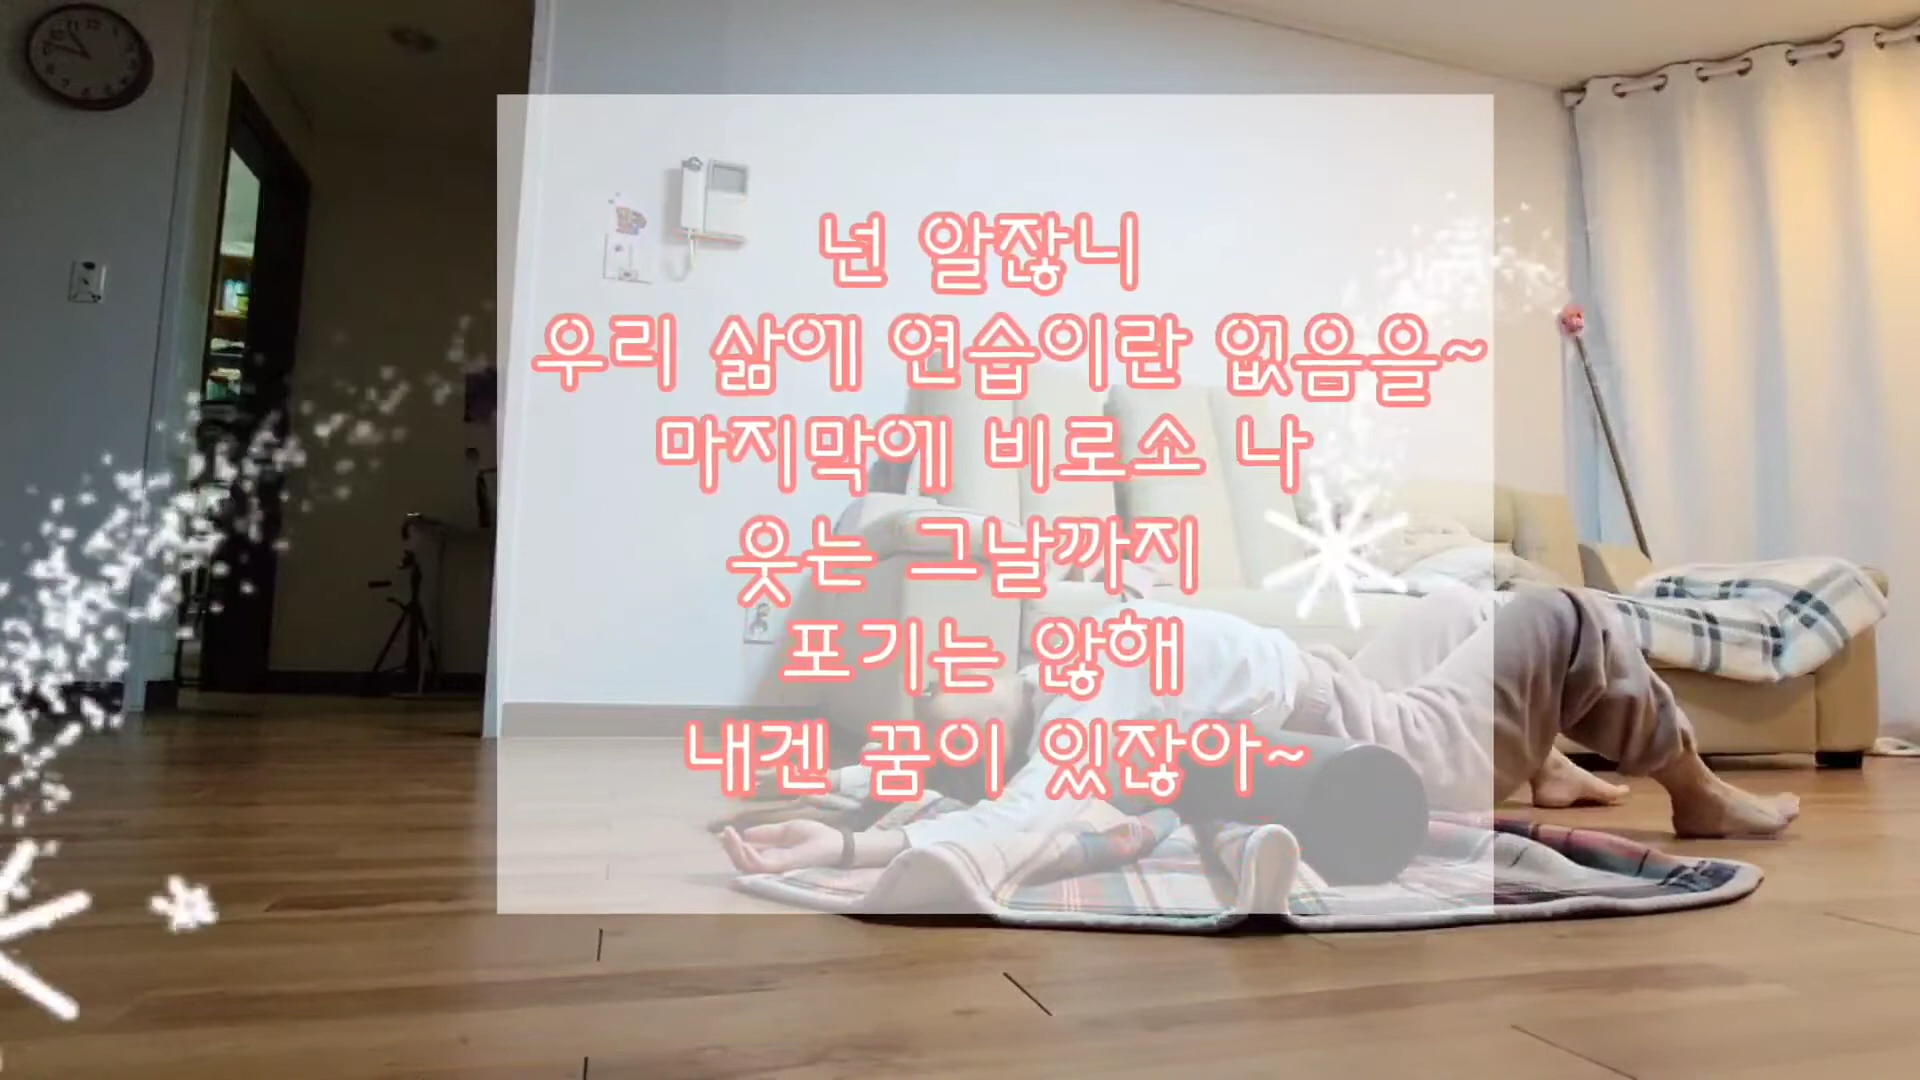 넌 알잖니
우리 삶에 연습이란 없음을~
마지막에 비로소 나
웃는 그날까지
포기는 않해
내겐 꿈이 있잖아~